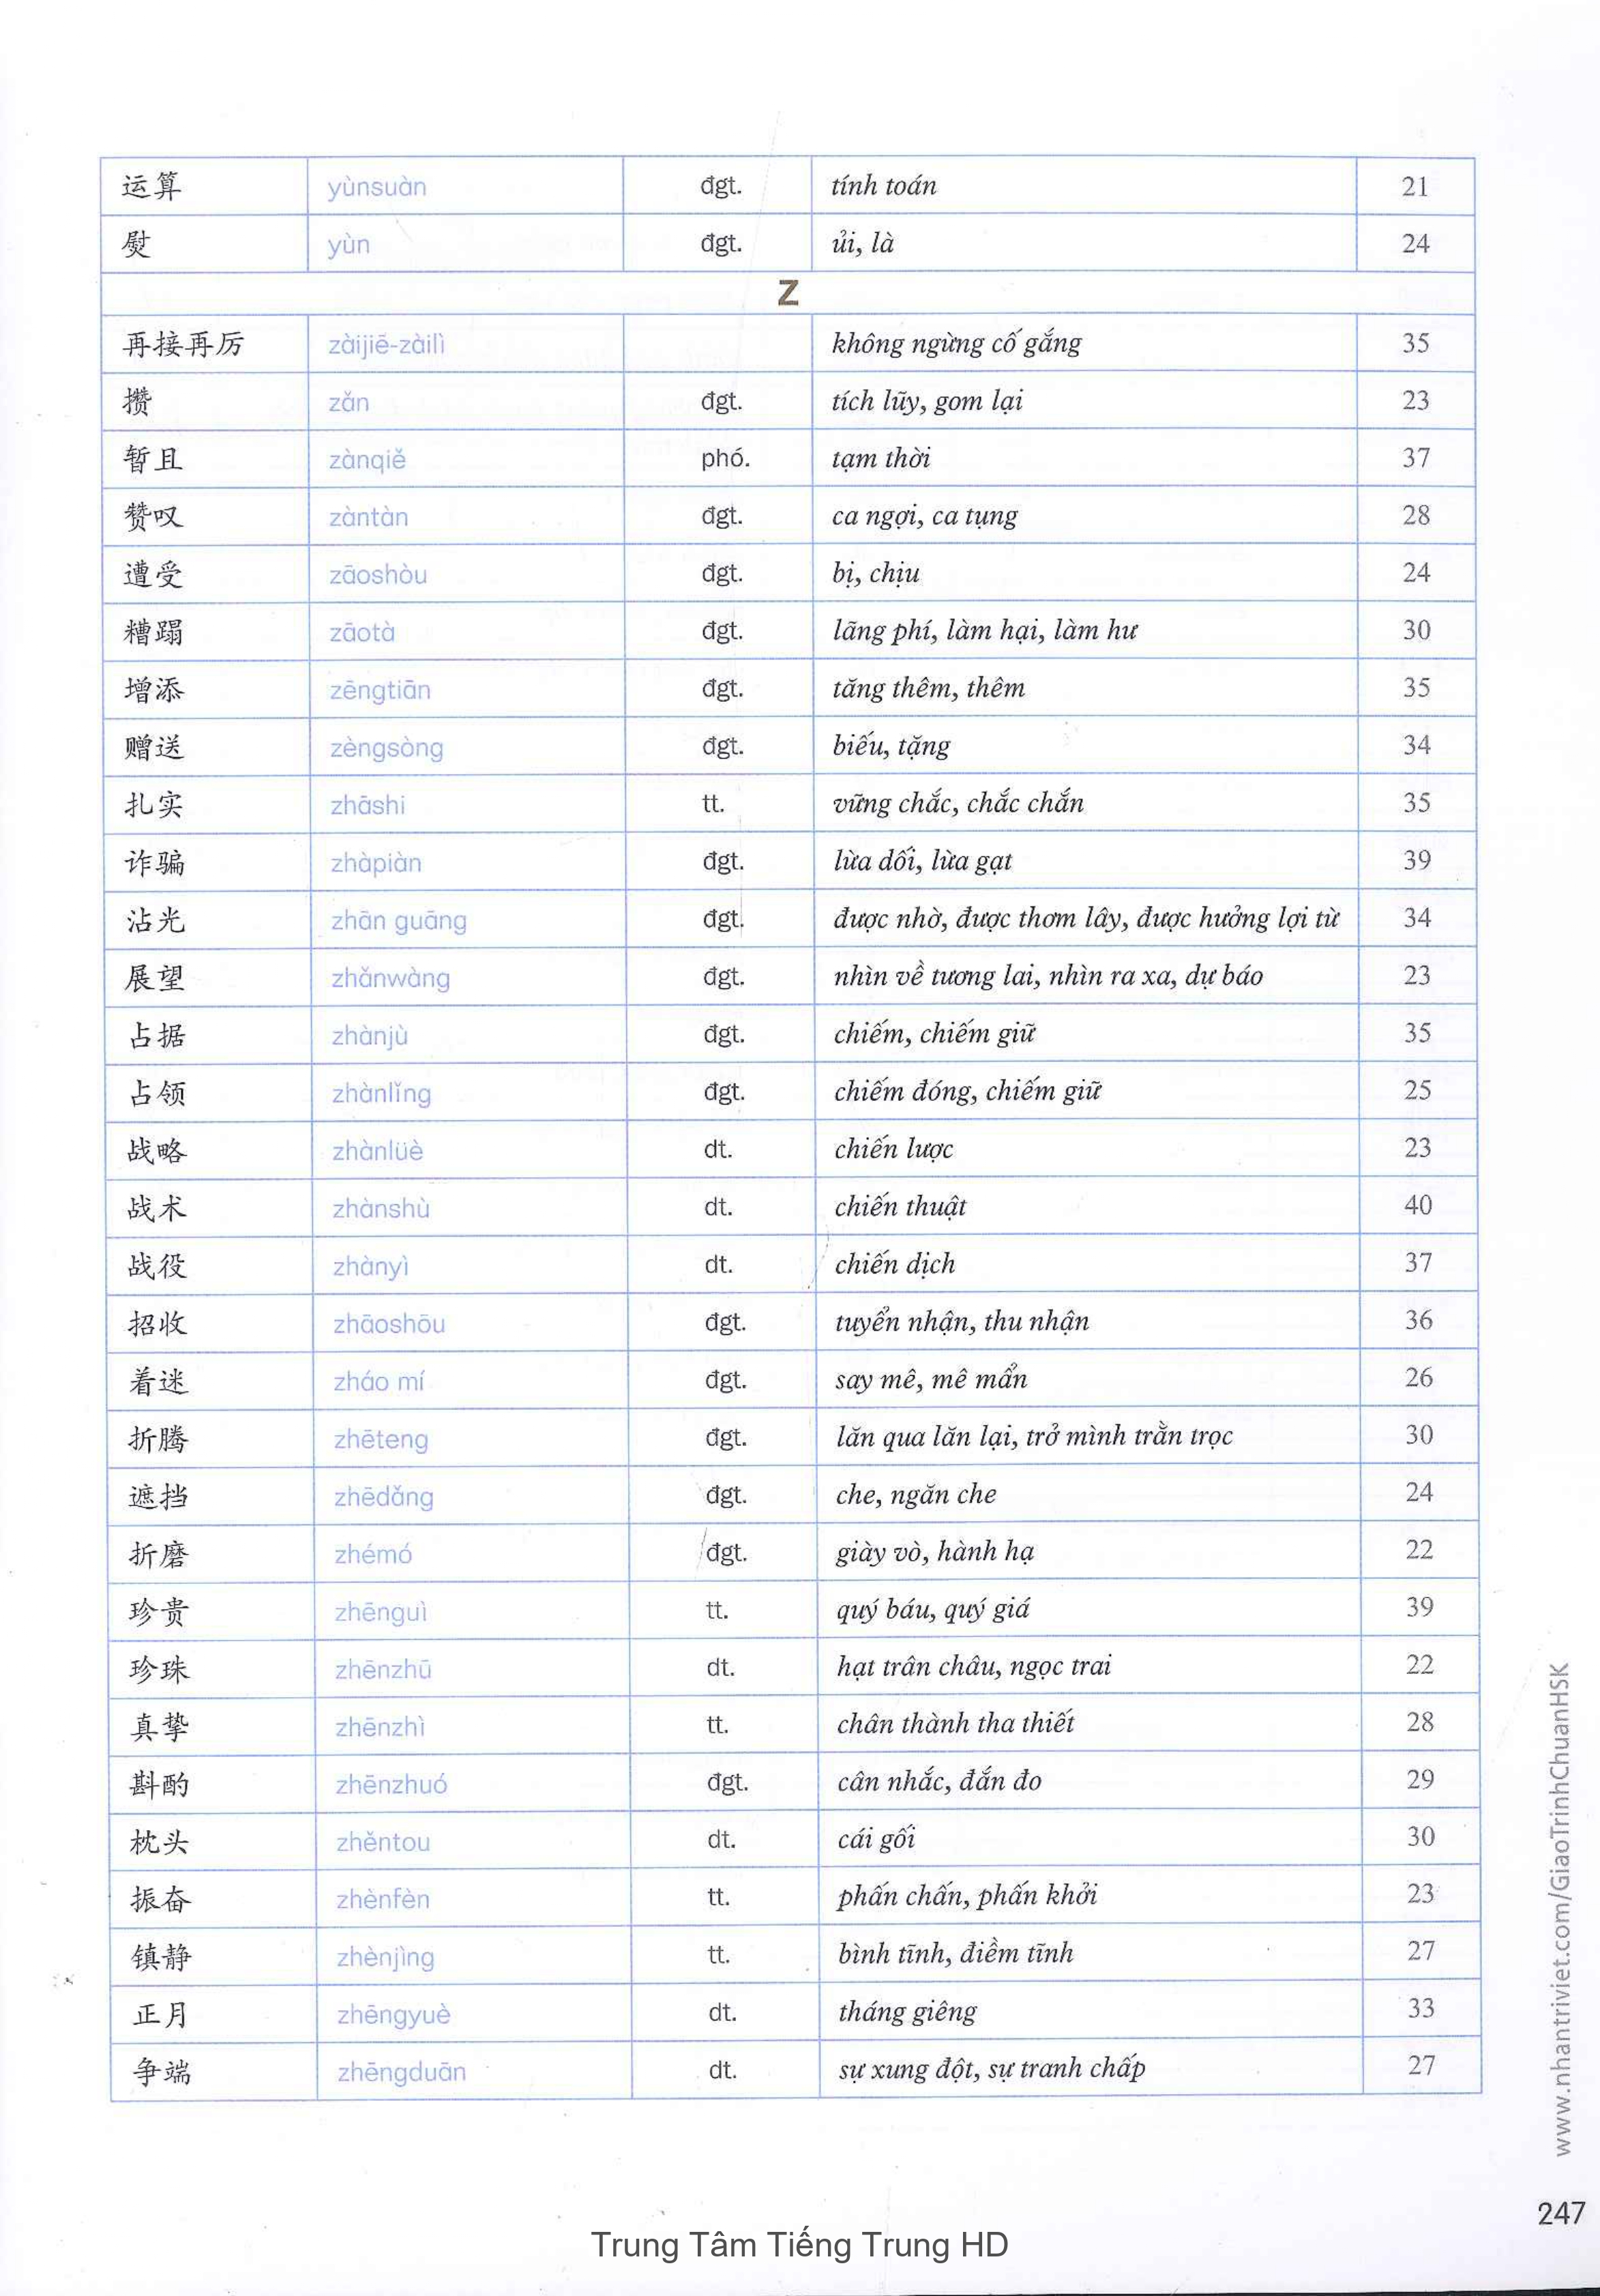 运算 yùnsuàn đgt. tính toán 21
熨 yùn đgt. ủi, là 24
Z
再接再厉 zàijiē-zàilì không ngừng cố gắng 35
攒 zǎn đgt. tích lũy, gom lại 23
暂且 zànqiě phó. tạm thời 37
赞叹 zàntàn đgt. ca ngợi, ca tụng 28
遭受 zāoshòu đgt. bị, chịu 24
糟蹋 zāotà đgt. lãng phí, làm hại, làm hư 30
增添 zēngtiān đgt. tăng thêm, thêm 35
赠送 zèngsòng đgt. biếu, tặng 34
扎实 zhāshi tt. vững chắc, chắc chắn 35
诈骗 zhàpiàn đgt. lừa dối, lừa gạt 39
沾光 zhān guāng đgt. được nhờ, được thơm lây, được hưởng lợi từ 34
展望 zhǎnwàng đgt. nhìn về tương lai, nhìn ra xa, dự báo 23
占据 zhànjù đgt. chiếm, chiếm giữ 35
占领 zhànlǐng đgt. chiếm đóng, chiếm giữ 25
战略 zhànlüè dt. chiến lược 23
战术 zhànshù dt. chiến thuật 40
战役 zhànyì dt. chiến dịch 37
招收 zhāoshōu đgt. tuyển nhận, thu nhận 36
着迷 zháo mí đgt. say mê, mê mẩn 26
折腾 zhēteng đgt. lăn qua lăn lại, trở mình trằn trọc 30
遮挡 zhēdǎng đgt. che, ngăn che 24
折磨 zhémó đgt. giày vò, hành hạ 22
珍贵 zhēnguì tt. quý báu, quý giá 39
珍珠 zhēnzhū dt. hạt trân châu, ngọc trai 22
真挚 zhēnzhì tt. chân thành tha thiết 28
斟酌 zhēnzhuó đgt. cân nhắc, đắn đo 29
枕头 zhěntou dt. cái gối 30
振奋 zhènfèn tt. phấn chấn, phấn khởi 23
镇静 zhènjìng tt. bình tĩnh, điềm tĩnh 27
正月 zhēngyuè dt. tháng giêng 33
争端 zhēngduān dt. sự xung đột, sự tranh chấp 27
www.nhantriviet.com/GiaoTrinhChuanHSK
247
Trung Tâm Tiếng Trung HD